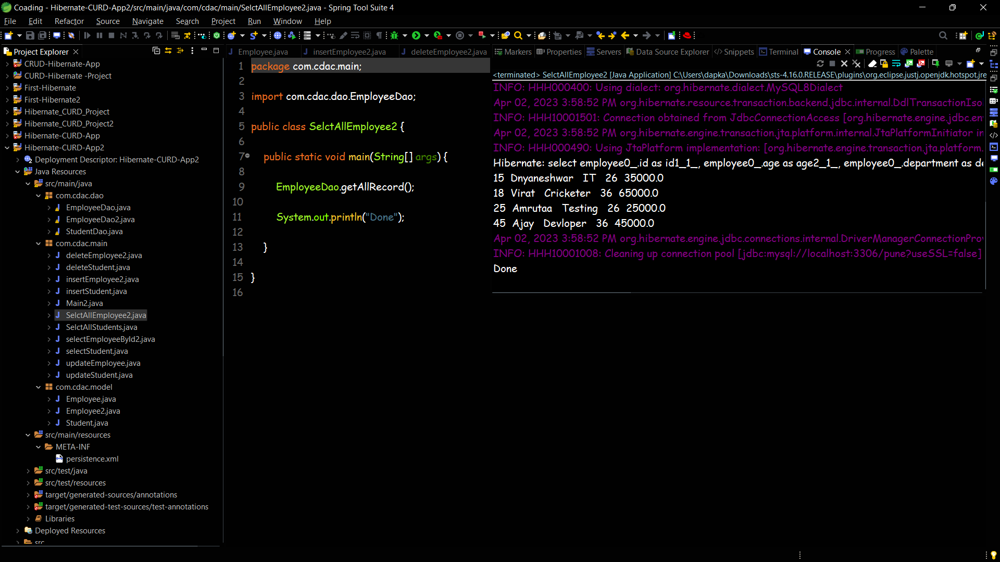 Coading - Hibernate-CURD-App2/src/main/java/com/cdac/main/SelctAllEmployee2.java - Spring Tool Suite 4
File Edit Refactor Source Navigate Search Project Run Window Help
Project Explorer
CRUD-Hibernate-App
CURD-Hibernate -Project
First-Hibernate
First-Hibernate2
Hibernate_CURD_Project
Hibernate_CURD_Project2
Hibernate-CURD-App
Hibernate-CURD-App2
Deployment Descriptor: Hibernate-CURD-App2
Java Resources
src/main/java
com.cdac.dao
EmployeeDao.java
EmployeeDao2.java
StudentDao.java
com.cdac.main
deleteEmployee2.java
deleteStudent.java
insertEmployee2.java
insertStudent.java
Main2.java
SelctAllEmployee2.java
SelctAllStudents.java
selectEmployeeById2.java
selectStudent.java
updateEmployee.java
updateStudent.java
com.cdac.model
Employee.java
Employee2.java
Student.java
src/main/resources
META-INF
persistence.xml
src/test/java
src/test/resources
target/generated-sources/annotations
target/generated-test-sources/test-annotations
Libraries
Deployed Resources
src
Employee.java insertEmployee2.java deleteEmployee2.java
1 package com.cdac.main;
2
3 import com.cdac.dao.EmployeeDao;
4
5 public class SelctAllEmployee2 {
6
7 public static void main(String[] args) {
8
9 EmployeeDao.getAllRecord();
10
11 System.out.println("Done");
12
13 }
14
15 }
16
Markers Properties Servers Data Source Explorer Snippets Terminal Console Progress Palette
<terminated> SelctAllEmployee2 [Java Application] C:\Users\dapka\Downloads\sts-4.16.0.RELEASE\plugins\org.eclipse.justj.openjdk.hotspot.jre
INFO: HHH000400: Using dialect: org.hibernate.dialect.MySQL8Dialect
Apr 02, 2023 3:58:52 PM org.hibernate.resource.transaction.backend.jdbc.internal.DdlTransactionIso
INFO: HHH10001501: Connection obtained from JdbcConnectionAccess [org.hibernate.engine.jdbc.en
Apr 02, 2023 3:58:52 PM org.hibernate.engine.transaction.jta.platform.internal.JtaPlatformInitiator in
INFO: HHH000490: Using JtaPlatform implementation: [org.hibernate.engine.transaction.jta.platform.
Hibernate: select employee0_.id as id1_1_, employee0_.age as age2_1_, employee0_.department as de
15 Dnyaneshwar IT 26 35000.0
18 Virat Cricketer 36 65000.0
25 Amrutaa Testing 26 25000.0
45 Ajay Devloper 36 45000.0
Apr 02, 2023 3:58:52 PM org.hibernate.engine.jdbc.connections.internal.DriverManagerConnectionProv
INFO: HHH10001008: Cleaning up connection pool [jdbc:mysql://localhost:3306/pune?useSSL=false]
Done